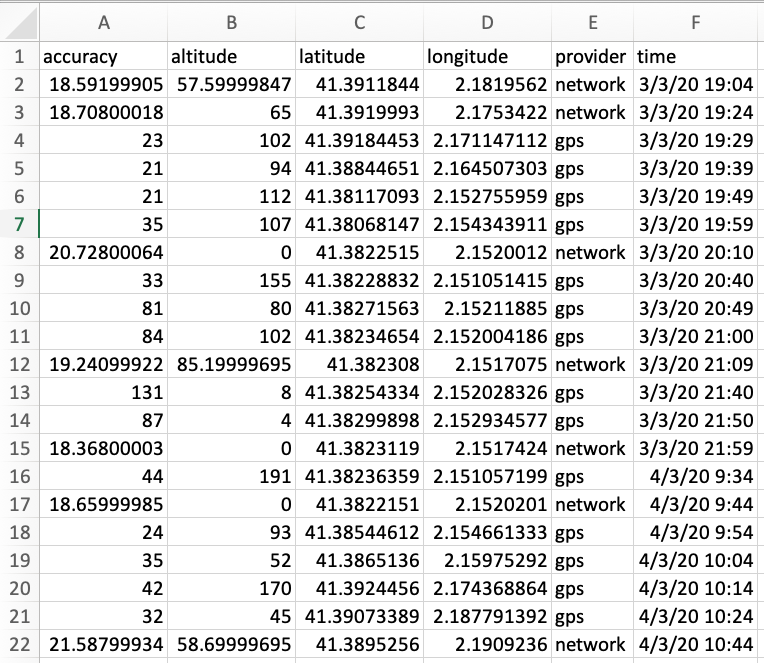 A B C D E F
1 accuracy altitude latitude longitude provider time
2 18.59199905 57.59999847 41.3911844 2.1819562 network 3/3/20 19:04
3 18.70800018 65 41.3919993 2.1753422 network 3/3/20 19:24
4 23 102 41.39184453 2.171147112 gps 3/3/20 19:29
5 21 94 41.38844651 2.164507303 gps 3/3/20 19:39
6 21 112 41.38117093 2.152755959 gps 3/3/20 19:49
7 35 107 41.38068147 2.154343911 gps 3/3/20 19:59
8 20.72800064 0 41.3822515 2.1520012 network 3/3/20 20:10
9 33 155 41.38228832 2.151051415 gps 3/3/20 20:40
10 81 80 41.38271563 2.15211885 gps 3/3/20 20:49
11 84 102 41.38234654 2.152004186 gps 3/3/20 21:00
12 19.24099922 85.19999695 41.382308 2.1517075 network 3/3/20 21:09
13 131 8 41.38254334 2.152028326 gps 3/3/20 21:40
14 87 4 41.38299898 2.152934577 gps 3/3/20 21:50
15 18.36800003 0 41.3823119 2.1517424 network 3/3/20 21:59
16 44 191 41.38236359 2.151057199 gps 4/3/20 9:34
17 18.65999985 0 41.3822151 2.1520201 network 4/3/20 9:44
18 24 93 41.38544612 2.154661333 gps 4/3/20 9:54
19 35 52 41.3865136 2.15975292 gps 4/3/20 10:04
20 42 170 41.3924456 2.174368864 gps 4/3/20 10:14
21 32 45 41.39073389 2.187791392 gps 4/3/20 10:24
22 21.58799934 58.69999695 41.3895256 2.1909236 network 4/3/20 10:44